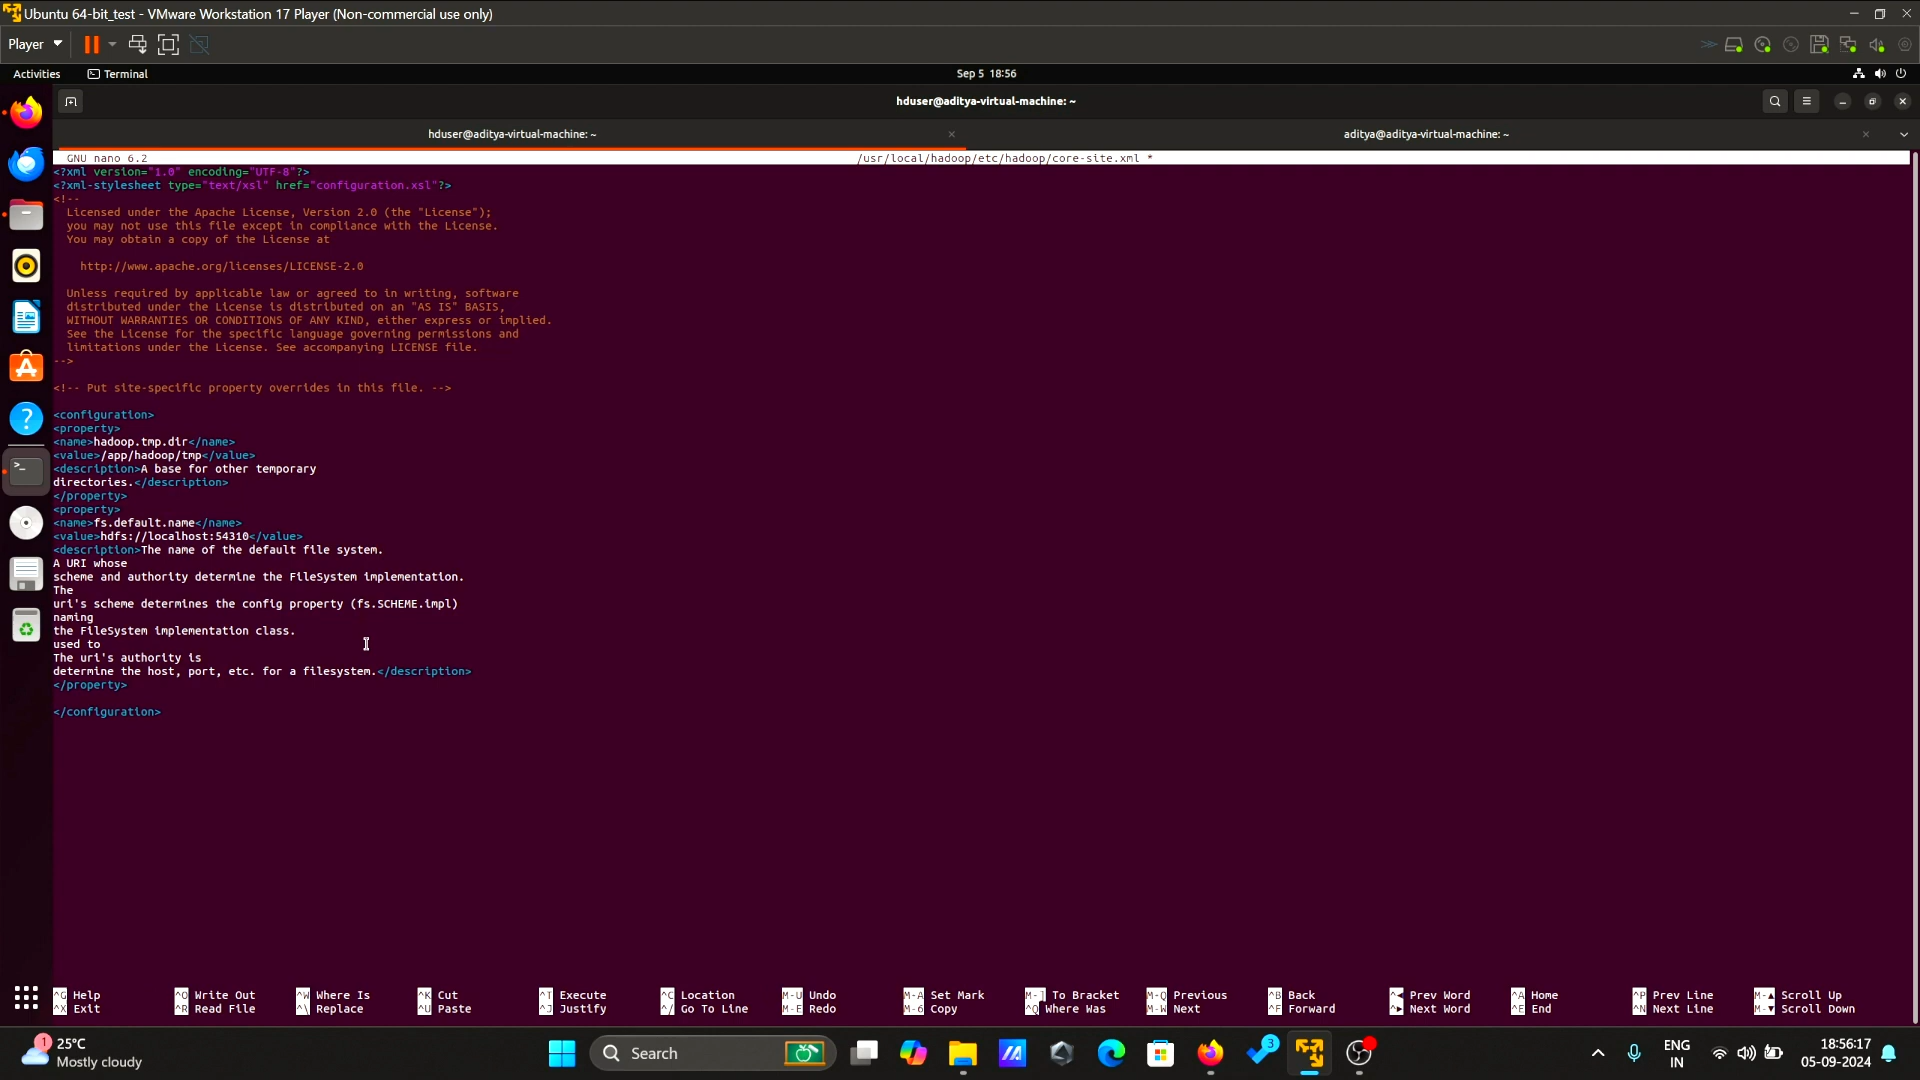 Ubuntu 64-bit_test - VMware Workstation 17 Player (Non-commercial use only)
Player
Activities
Terminal
Sep 5 18:56
hduser@aditya-virtual-machine: ~
hduser@aditya-virtual-machine: ~
aditya@aditya-virtual-machine: ~
GNU nano 6.2
/usr/local/hadoop/etc/hadoop/core-site.xml *
<?xml version="1.0" encoding="UTF-8"?>
<?xml-stylesheet type="text/xsl" href="configuration.xsl"?>
<!--
Licensed under the Apache License, Version 2.0 (the "License");
you may not use this file except in compliance with the License.
You may obtain a copy of the License at
http://www.apache.org/licenses/LICENSE-2.0
Unless required by applicable law or agreed to in writing, software
distributed under the License is distributed on an "AS IS" BASIS,
WITHOUT WARRANTIES OR CONDITIONS OF ANY KIND, either express or implied.
See the License for the specific language governing permissions and
limitations under the License. See accompanying LICENSE file.
-->
<!-- Put site-specific property overrides in this file. -->
<configuration>
<property>
<name>hadoop.tmp.dir</name>
<value>/app/hadoop/tmp</value>
<description>A base for other temporary
directories.</description>
</property>
<property>
<name>fs.default.name</name>
<value>hdfs://localhost:54310</value>
<description>The name of the default file system.
A URI whose
scheme and authority determine the FileSystem implementation.
The
uri's scheme determines the config property (fs.SCHEME.impl)
naming
the FileSystem implementation class.
used to
The uri's authority is
determine the host, port, etc. for a filesystem.</description>
</property>
</configuration>
^G Help ^O Write Out ^W Where Is ^K Cut ^T Execute ^C Location M-U Undo M-A Set Mark M-] To Bracket M-Q Previous ^B Back ^◄ Prev Word ^A Home ^P Prev Line M-▲ Scroll Up
^X Exit ^R Read File ^\ Replace ^U Paste ^J Justify ^/ Go To Line M-E Redo M-6 Copy ^Q Where Was M-W Next ^F Forward ^► Next Word ^E End ^N Next Line M-▼ Scroll Down
1
25°C
Mostly cloudy
Search
3
ENG
IN
18:56:17
05-09-2024